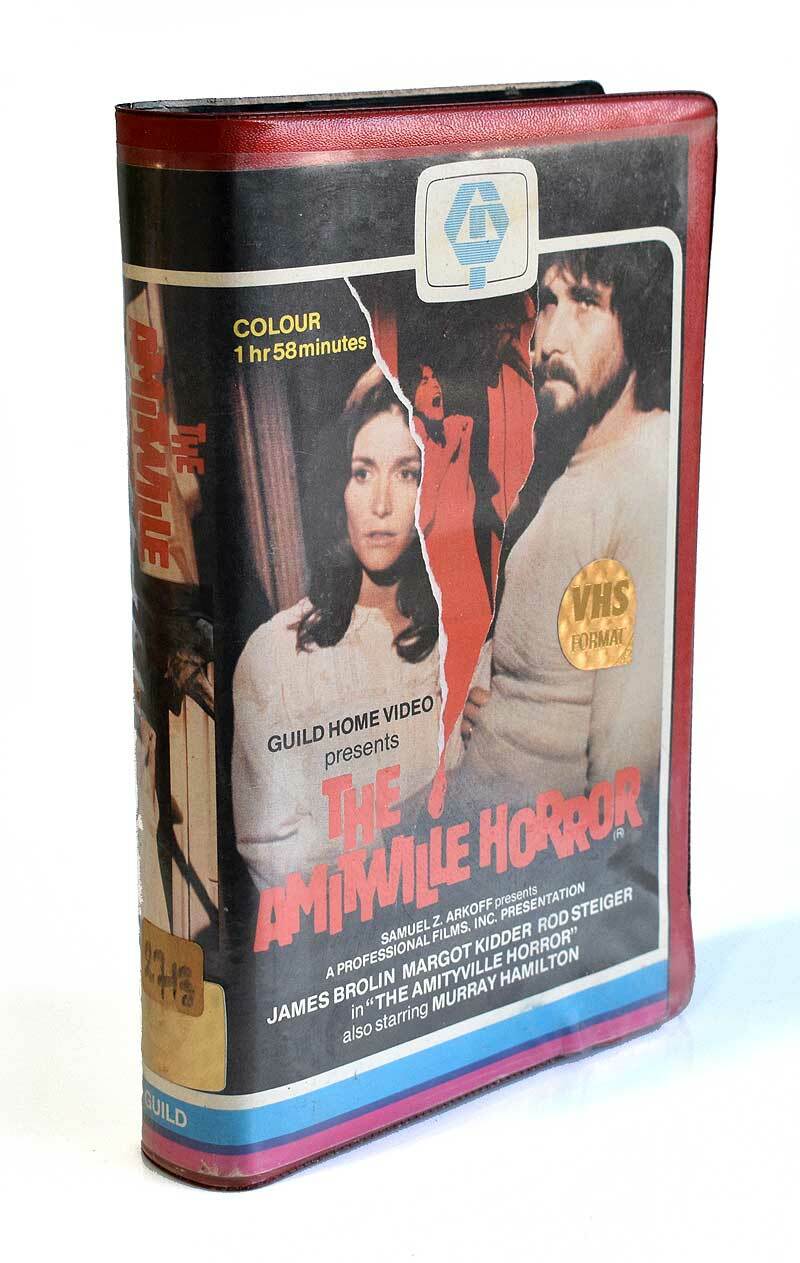 COLOUR
1 hr 58 minutes
VHS
FORMAT
GUILD HOME VIDEO
presents
THE
AMITYVILLE HORROR
(R)
SAMUEL Z. ARKOFF presents
A PROFESSIONAL FILMS, INC. PRESENTATION
JAMES BROLIN MARGOT KIDDER ROD STEIGER
in “THE AMITYVILLE HORROR”
also starring MURRAY HAMILTON
THE
AMITYVILLE
GUILD